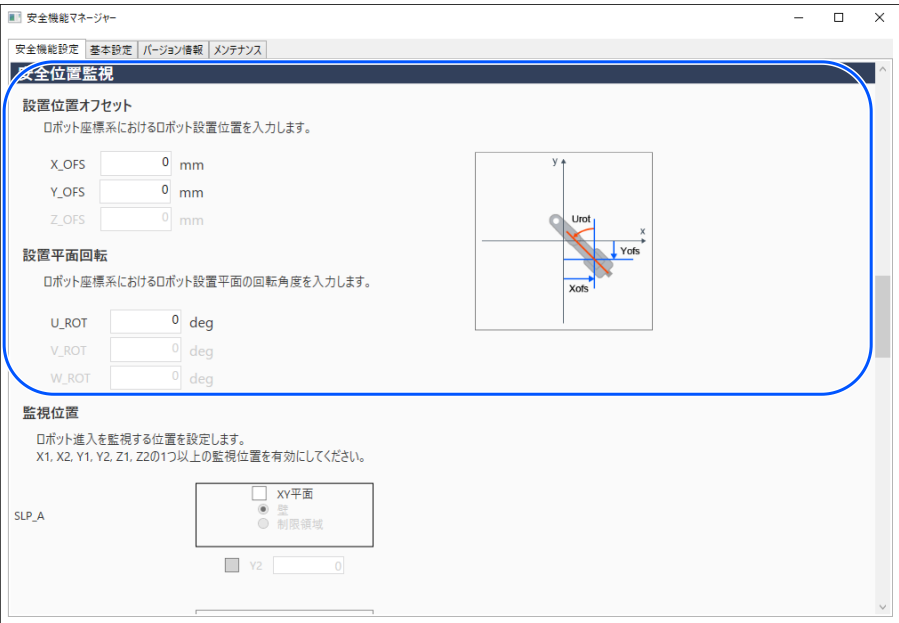 安全機能マネージャー
安全機能設定 基本設定 バージョン情報 メンテナンス
安全位置監視
設置位置オフセット
ロボット座標系におけるロボット設置位置を入力します。
X_OFS 0 mm
Y_OFS 0 mm
Z_OFS 0 mm
設置平面回転
ロボット座標系におけるロボット設置平面の回転角度を入力します。
U_ROT 0 deg
V_ROT 0 deg
W_ROT 0 deg
y
Urot
x
Yofs
Xofs
監視位置
ロボット進入を監視する位置を設定します。
X1, X2, Y1, Y2, Z1, Z2の1つ以上の監視位置を有効にしてください。
SLP_A
XY平面
壁
制限領域
Y2 0